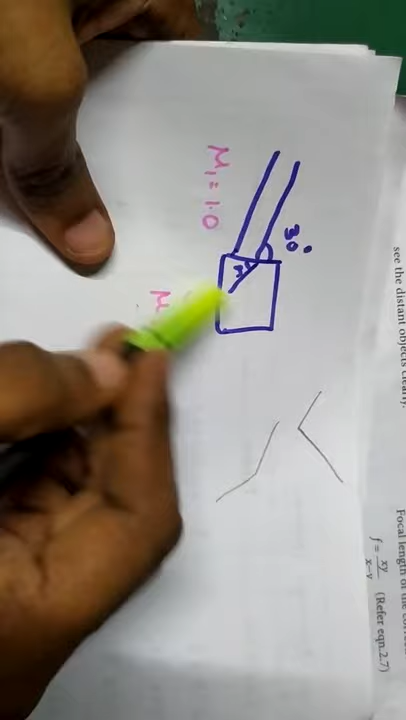 see the distant objects clearly.
Focal length of the
f = xy / x-y (Refer eqn.2.7)
30°
μ₁ = 1.0
μ